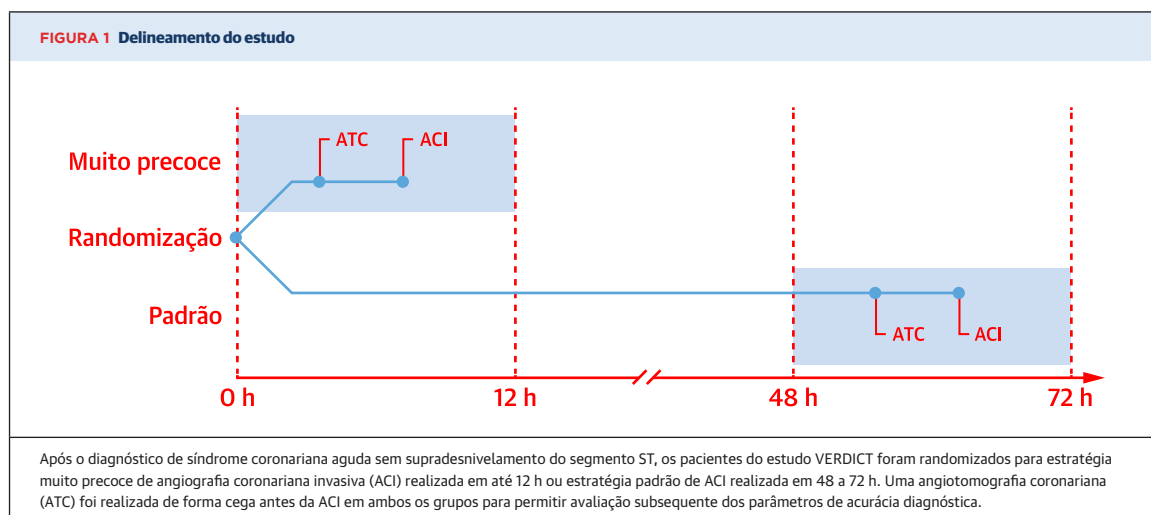 FIGURA 1 Delineamento do estudo
Muito precoce
ATC
ACI
Randomização
Padrão
ATC
ACI
0 h
12 h
48 h
72 h
Após o diagnóstico de síndrome coronariana aguda sem supradesnivelamento do segmento ST, os pacientes do estudo VERDICT foram randomizados para estratégia
muito precoce de angiografia coronariana invasiva (ACI) realizada em até 12 h ou estratégia padrão de ACI realizada em 48 a 72 h. Uma angiotomografia coronariana
(ATC) foi realizada de forma cega antes da ACI em ambos os grupos para permitir avaliação subsequente dos parâmetros de acurácia diagnóstica.